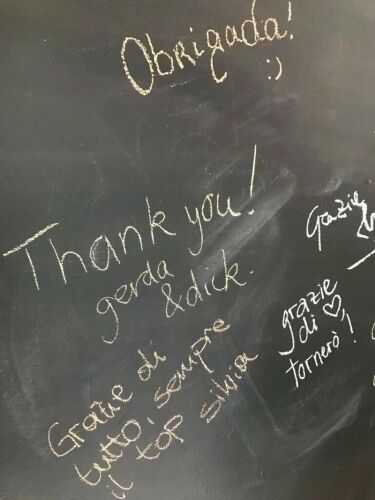 Obrigada!
:)
Thank you!
gerda
& dick.
Grazie di
tutto, sempre
il top silvia
Grazie
grazie
di ♡
tornerò!